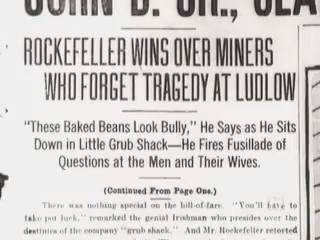 JOHN D. JR.,
ROCKEFELLER WINS OVER MINERS
WHO FORGET TRAGEDY AT LUDLOW
"These Baked Beans Look Bully," He Says as He Sits
Down in Little Grub Shack—He Fires Fusillade of
Questions at the Men and Their Wives.
(Continued From Page One.)
There was nothing special on the bill-of-fare. "You'll have to
take pot luck," remarked the genial Irishman who presides over the
destinies of the company "grub shack." And Mr. Rockefeller retorted